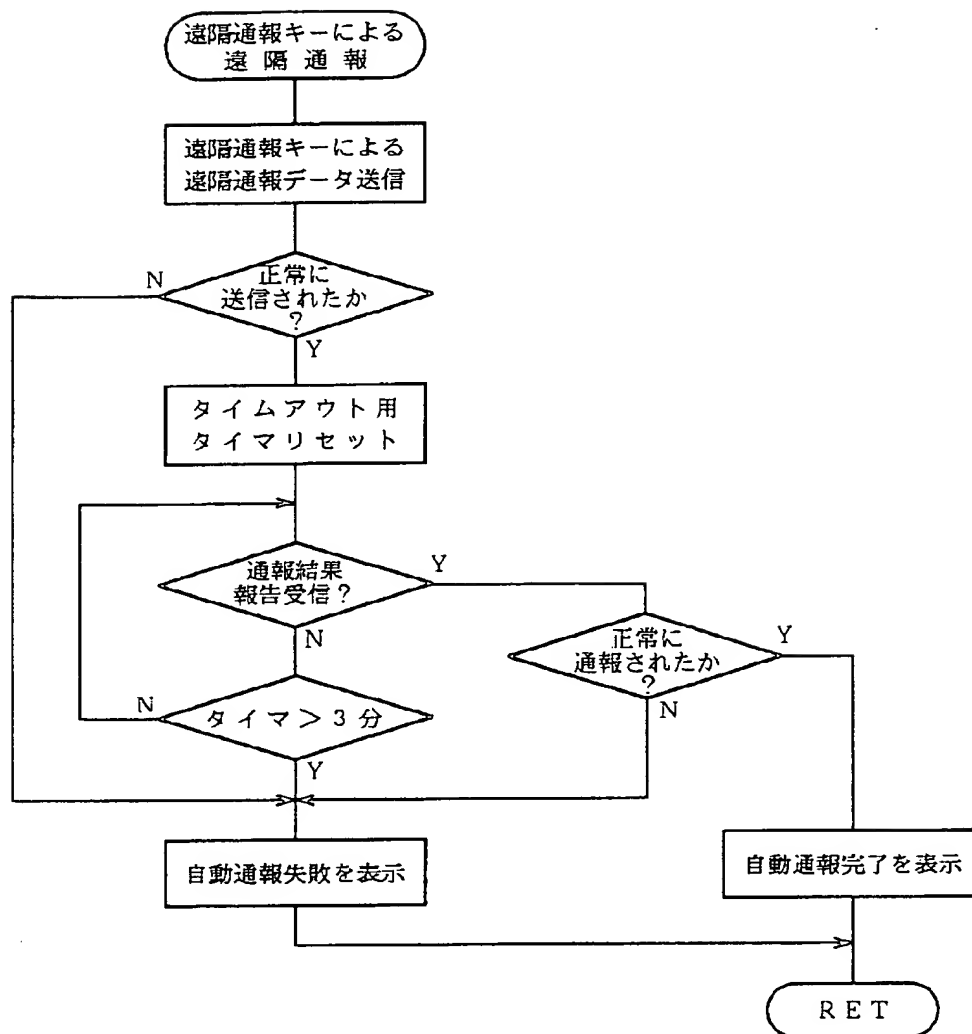 遠隔通報キーによる
遠隔通報
遠隔通報キーによる
遠隔通報データ送信
正常に
送信されたか
?
N
Y
タイムアウト用
タイマリセット
通報結果
報告受信?
Y
N
正常に
通報されたか
?
Y
N
タイマ>3分
N
Y
自動通報失敗を表示
自動通報完了を表示
RET